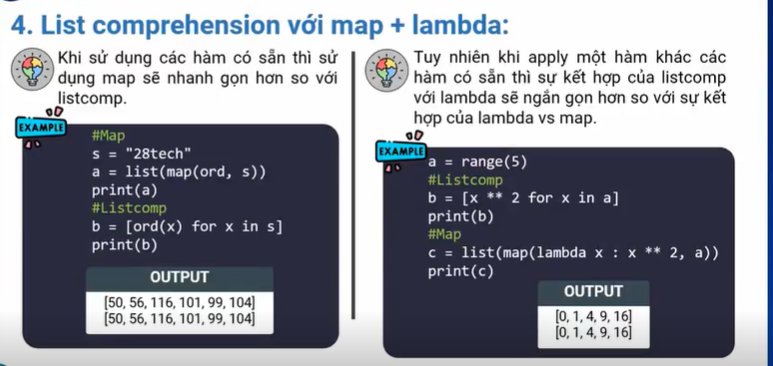 4. List comprehension với map + lambda:
Khi sử dụng các hàm có sẵn thì sử
dụng map sẽ nhanh gọn hơn so với
listcomp.
EXAMPLE
#Map
s = "28tech"
a = list(map(ord, s))
print(a)
#Listcomp
b = [ord(x) for x in s]
print(b)
OUTPUT
[50, 56, 116, 101, 99, 104]
[50, 56, 116, 101, 99, 104]
Tuy nhiên khi apply một hàm khác các
hàm có sẵn thì sự kết hợp của listcomp
với lambda sẽ ngắn gọn hơn so với sự kết
hợp của lambda vs map.
EXAMPLE
a = range(5)
#Listcomp
b = [x ** 2 for x in a]
print(b)
#Map
c = list(map(lambda x : x ** 2, a))
print(c)
OUTPUT
[0, 1, 4, 9, 16]
[0, 1, 4, 9, 16]